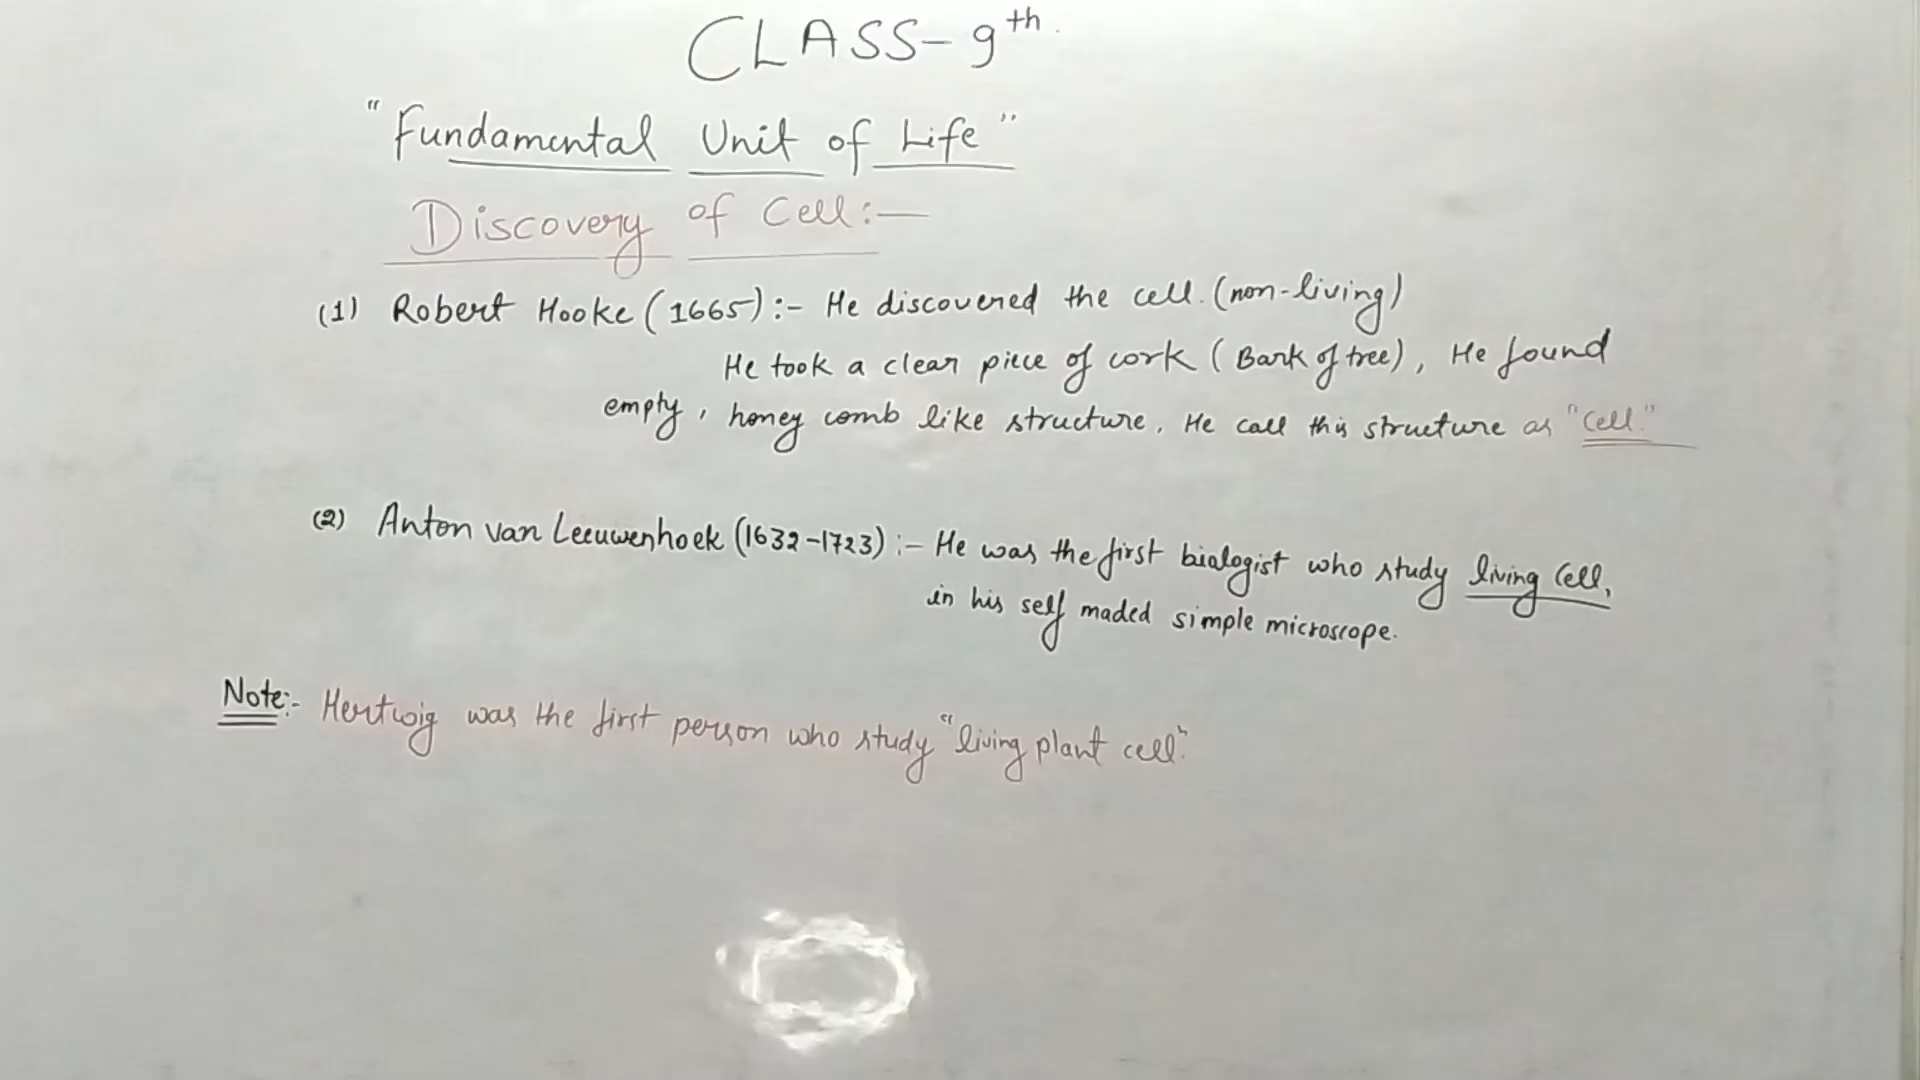 CLASS-9th.
"Fundamental Unit of Life"
Discovery of Cell:—
(1) Robert Hooke (1665):- He discovered the cell. (non-living)
He took a clear piece of cork (Bark of tree), He found
empty, honey comb like structure. He call this structure as "Cell."
(2) Anton van Leeuwenhoek (1632-1723):- He was the first biologist who study living Cell,
in his self maded simple microscope.
Note:- Hertwig was the first person who study "living plant cell".